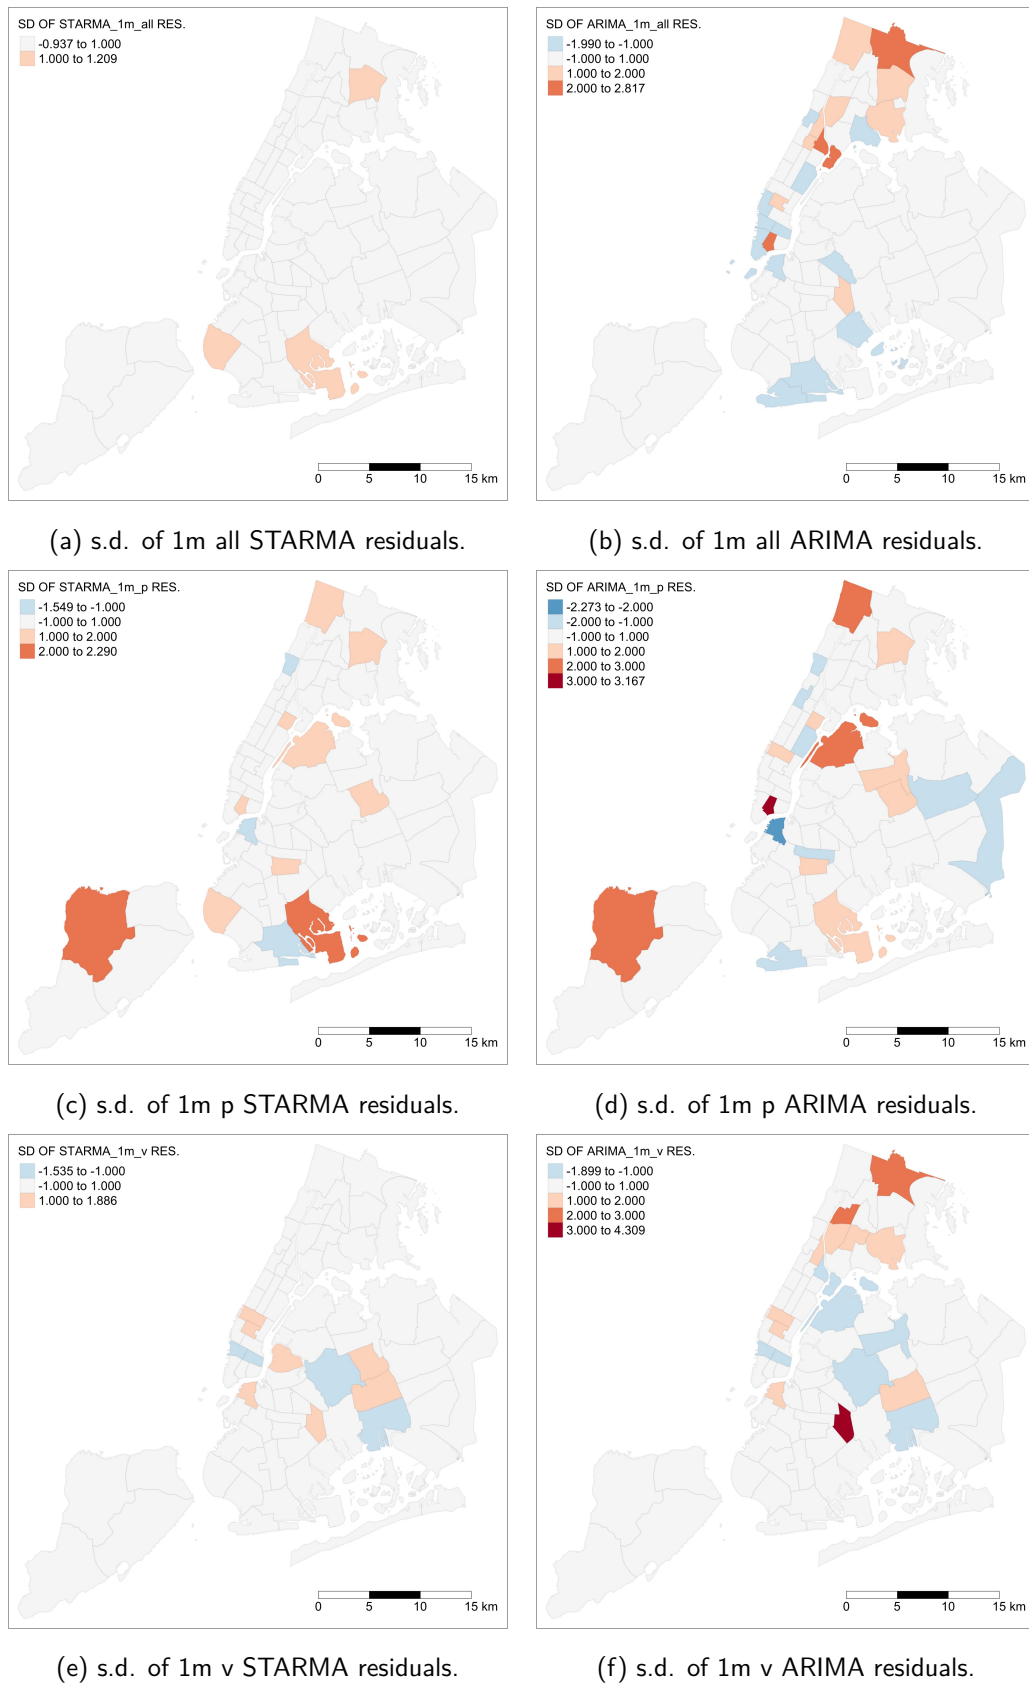 SD OF STARMA_1m_all RES.
-0.937 to 1.000
1.000 to 1.209
0 5 10 15 km
(a) s.d. of 1m all STARMA residuals.
SD OF ARIMA_1m_all RES.
-1.990 to -1.000
-1.000 to 1.000
1.000 to 2.000
2.000 to 2.817
0 5 10 15 km
(b) s.d. of 1m all ARIMA residuals.
SD OF STARMA_1m_p RES.
-1.549 to -1.000
-1.000 to 1.000
1.000 to 2.000
2.000 to 2.290
0 5 10 15 km
(c) s.d. of 1m p STARMA residuals.
SD OF ARIMA_1m_p RES.
-2.273 to -2.000
-2.000 to -1.000
-1.000 to 1.000
1.000 to 2.000
2.000 to 3.000
3.000 to 3.167
0 5 10 15 km
(d) s.d. of 1m p ARIMA residuals.
SD OF STARMA_1m_v RES.
-1.535 to -1.000
-1.000 to 1.000
1.000 to 1.886
0 5 10 15 km
(e) s.d. of 1m v STARMA residuals.
SD OF ARIMA_1m_v RES.
-1.899 to -1.000
-1.000 to 1.000
1.000 to 2.000
2.000 to 3.000
3.000 to 4.309
0 5 10 15 km
(f) s.d. of 1m v ARIMA residuals.